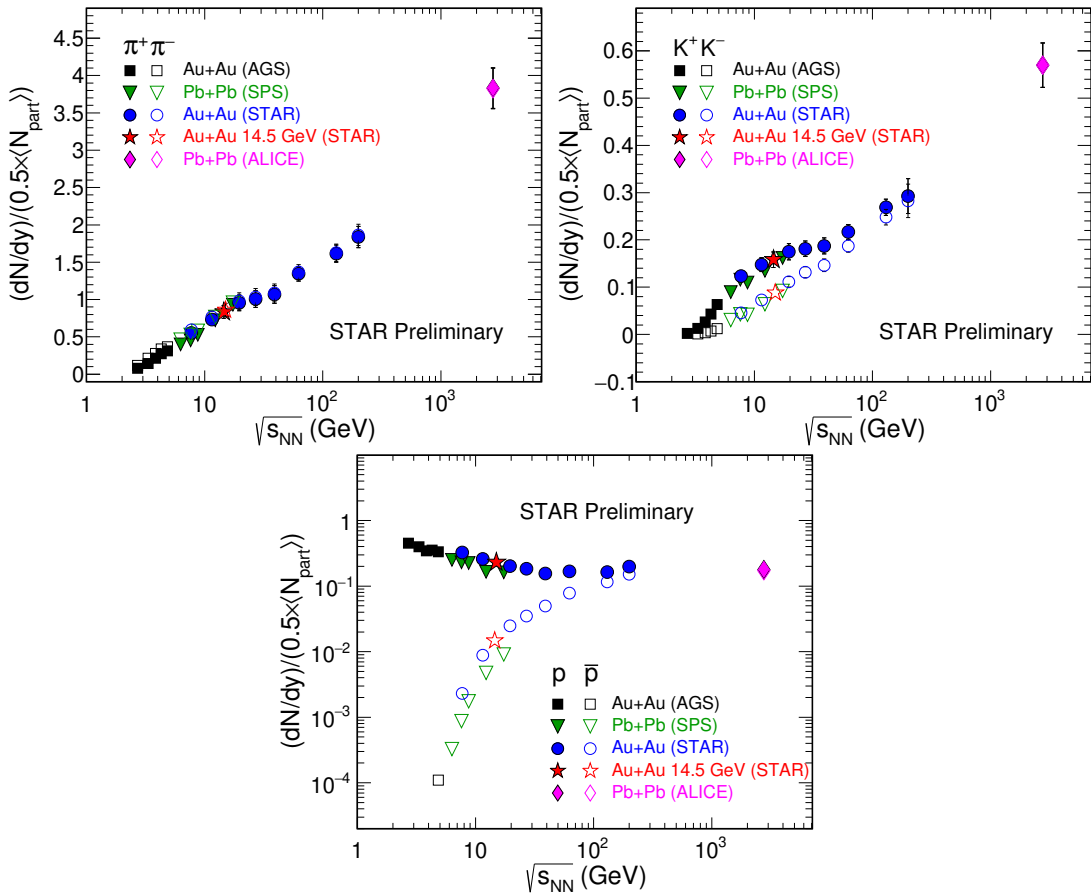 (dN/dy)/(0.5×⟨N_part⟩)
4.5
4
3.5
3
2.5
2
1.5
1
0.5
0
π⁺ π⁻
Au+Au (AGS)
Pb+Pb (SPS)
Au+Au (STAR)
Au+Au 14.5 GeV (STAR)
Pb+Pb (ALICE)
STAR Preliminary
1 10 10² 10³
√s_NN (GeV)
(dN/dy)/(0.5×⟨N_part⟩)
0.6
0.5
0.4
0.3
0.2
0.1
0
−0.1
K⁺ K⁻
Au+Au (AGS)
Pb+Pb (SPS)
Au+Au (STAR)
Au+Au 14.5 GeV (STAR)
Pb+Pb (ALICE)
STAR Preliminary
1 10 10² 10³
√s_NN (GeV)
(dN/dy)/(0.5×⟨N_part⟩)
1
10⁻¹
10⁻²
10⁻³
10⁻⁴
STAR Preliminary
p p̅
Au+Au (AGS)
Pb+Pb (SPS)
Au+Au (STAR)
Au+Au 14.5 GeV (STAR)
Pb+Pb (ALICE)
1 10 10² 10³
√s_NN (GeV)